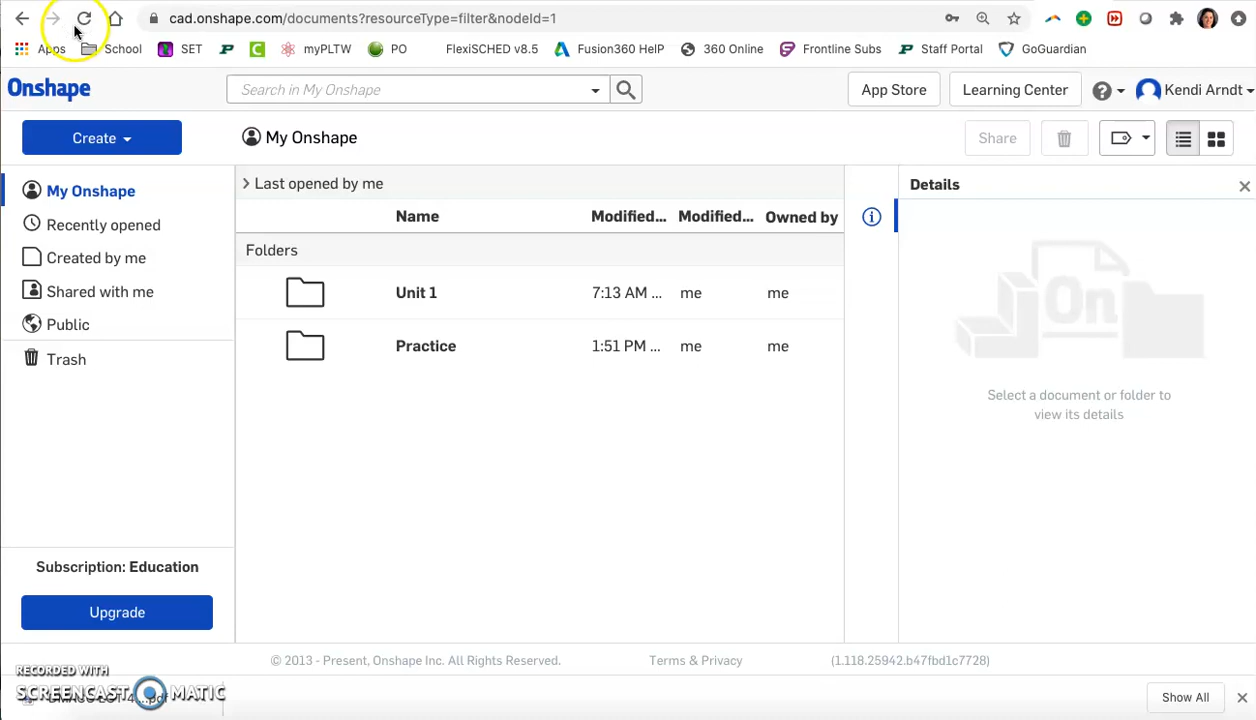 cad.onshape.com/documents?resourceType=filter&nodeId=1
Apps School SET myPLTW PO FlexiSCHED v8.5 Fusion360 HelP 360 Online Frontline Subs Staff Portal GoGuardian
Onshape Search in My Onshape App Store Learning Center Kendi Arndt
Create My Onshape Share
My Onshape
Recently opened
Created by me
Shared with me
Public
Trash
Subscription: Education
Upgrade
Last opened by me
Name Modified... Modified... Owned by
Folders
Unit 1 7:13 AM ... me me
Practice 1:51 PM ... me me
Details
On
Select a document or folder to
view its details
© 2013 - Present, Onshape Inc. All Rights Reserved. Terms & Privacy (1.118.25942.b47fbd1c7728)
RECORDED WITH
SCREENCAST MATIC
Show All